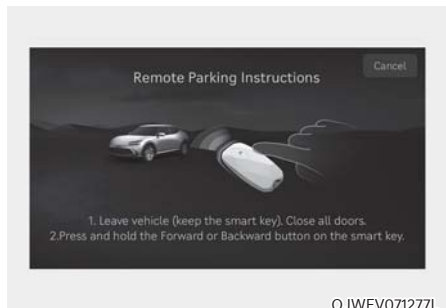 Cancel
Remote Parking Instructions
1. Leave vehicle (keep the smart key). Close all doors.
2.Press and hold the Forward or Backward button on the smart key.
OJWEV071277L